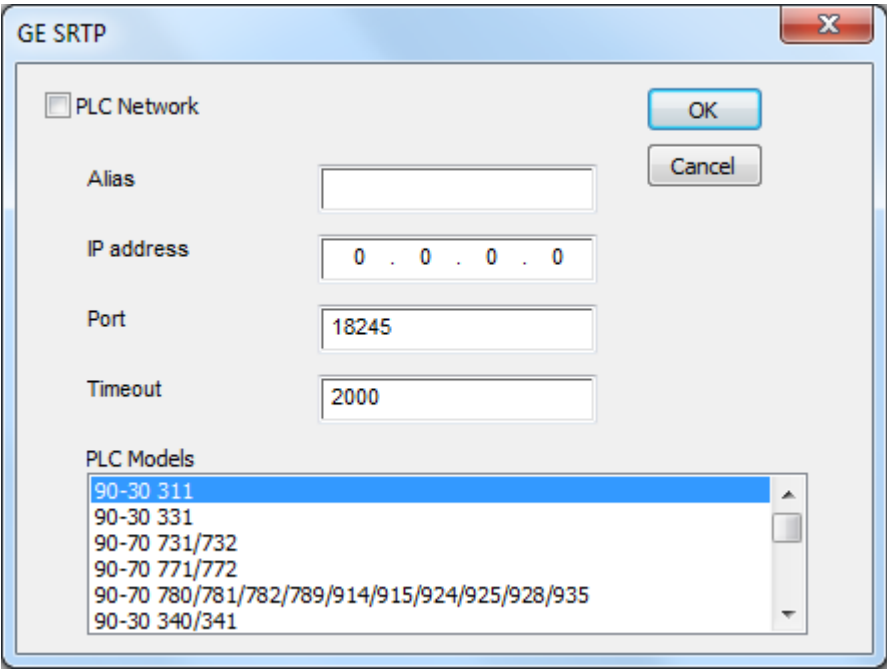 GE SRTP
PLC Network
OK
Cancel
Alias
IP address
0 . 0 . 0 . 0
Port
18245
Timeout
2000
PLC Models
90-30 311
90-30 331
90-70 731/732
90-70 771/772
90-70 780/781/782/789/914/915/924/925/928/935
90-30 340/341